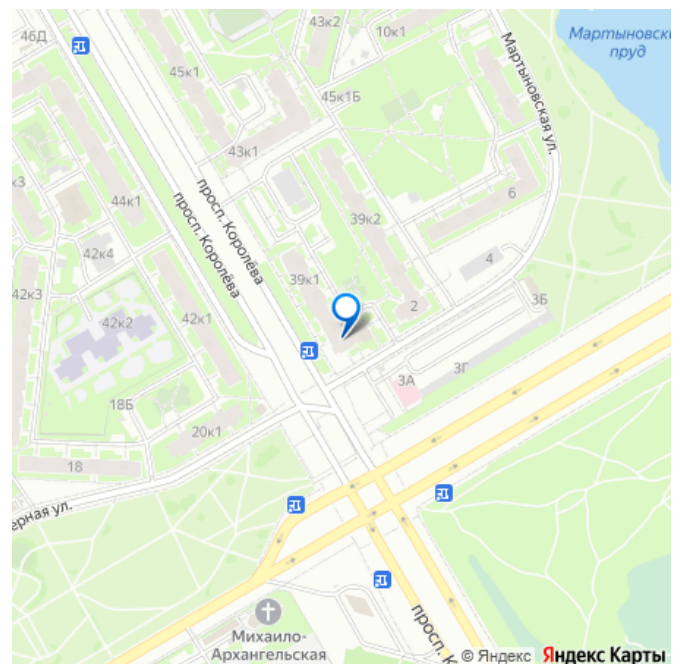 46Д
43к2
10к1
Мартыновски
пруд
45к1
Мартыновская ул.
45к1Б
43к1
к3
просп. Королёва
просп. Королёва
6
44к1
39к2
42к4
4
39к1
42к3
42к2
42к1
2
3Б
3А
3Г
18Б
20к1
18
ерная ул.
просп. К
Михаило-
Архангельская
© Яндекс Яндекс Карты